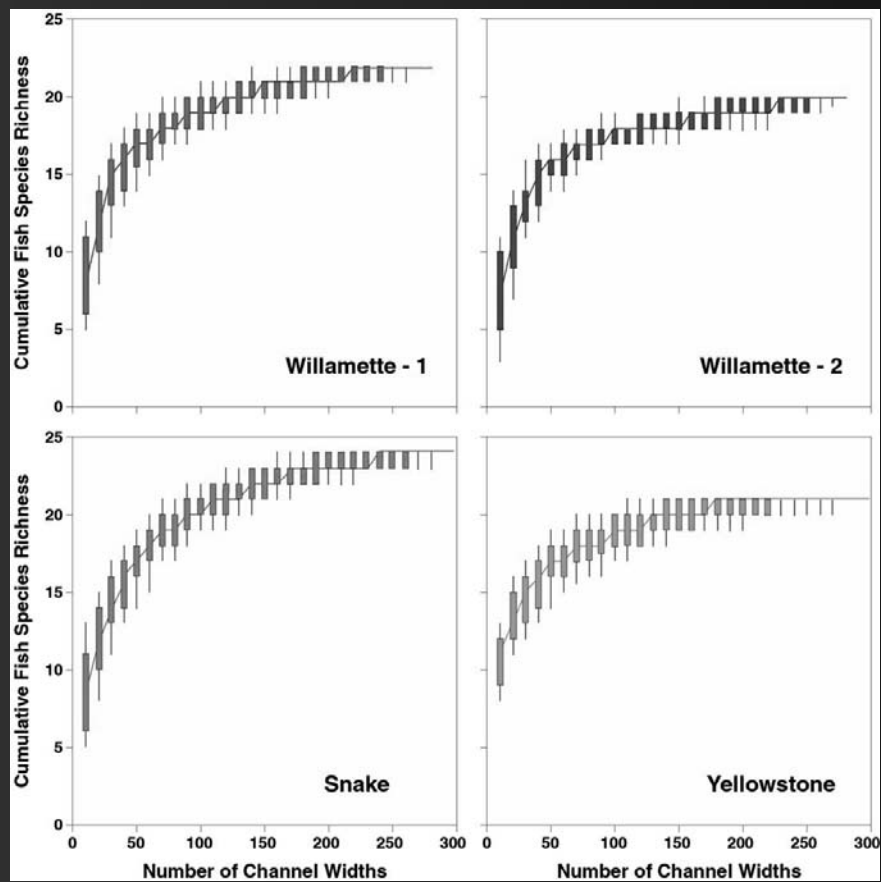 25
20
15
10
5
0
Cumulative Fish Species Richness
Willamette - 1
Willamette - 2
25
20
15
10
5
0
Cumulative Fish Species Richness
Snake
Yellowstone
0 50 100 150 200 250 300
0 50 100 150 200 250 300
Number of Channel Widths
Number of Channel Widths